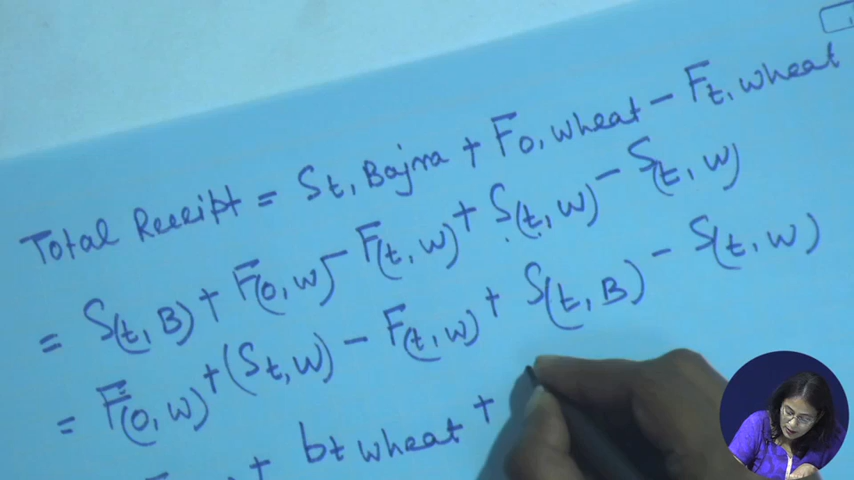 Total Receipt = St, Bajra + F0, wheat - Ft, wheat
= S(t, B) + F(0, W) - F(t, W) + S(t, W) - S(t, W)
= F(0, W) + (St, W) - F(t, W) + S(t, B) - S(t, W)
+ bt wheat +